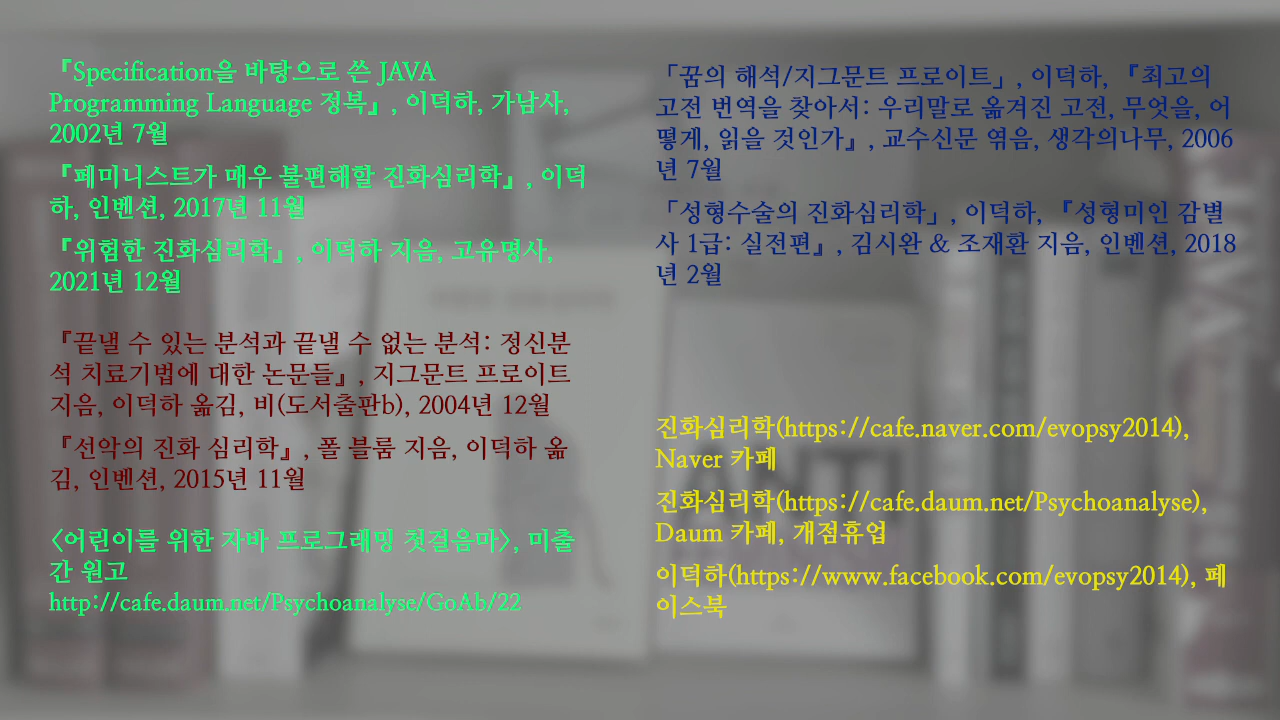 『Specification을 바탕으로 쓴 JAVA
Programming Language 정복』, 이덕하, 가남사,
2002년 7월
『페미니스트가 매우 불편해할 진화심리학』, 이덕
하, 인벤션, 2017년 11월
『위험한 진화심리학』, 이덕하 지음, 고유명사,
2021년 12월
『끝낼 수 있는 분석과 끝낼 수 없는 분석: 정신분
석 치료기법에 대한 논문들』, 지그문트 프로이트
지음, 이덕하 옮김, 비(도서출판b), 2004년 12월
『선악의 진화 심리학』, 폴 블룸 지음, 이덕하 옮
김, 인벤션, 2015년 11월
<어린이를 위한 자바 프로그래밍 첫걸음마>, 미출
간 원고
http://cafe.daum.net/Psychoanalyse/GoAb/22
「꿈의 해석/지그문트 프로이트」, 이덕하, 『최고의
고전 번역을 찾아서: 우리말로 옮겨진 고전, 무엇을, 어
떻게, 읽을 것인가』, 교수신문 엮음, 생각의나무, 2006
년 7월
「성형수술의 진화심리학」, 이덕하, 『성형미인 감별
사 1급: 실전편』, 김시완 & 조재환 지음, 인벤션, 2018
년 2월
진화심리학(https://cafe.naver.com/evopsy2014),
Naver 카페
진화심리학(https://cafe.daum.net/Psychoanalyse),
Daum 카페, 개점휴업
이덕하(https://www.facebook.com/evopsy2014), 페
이스북